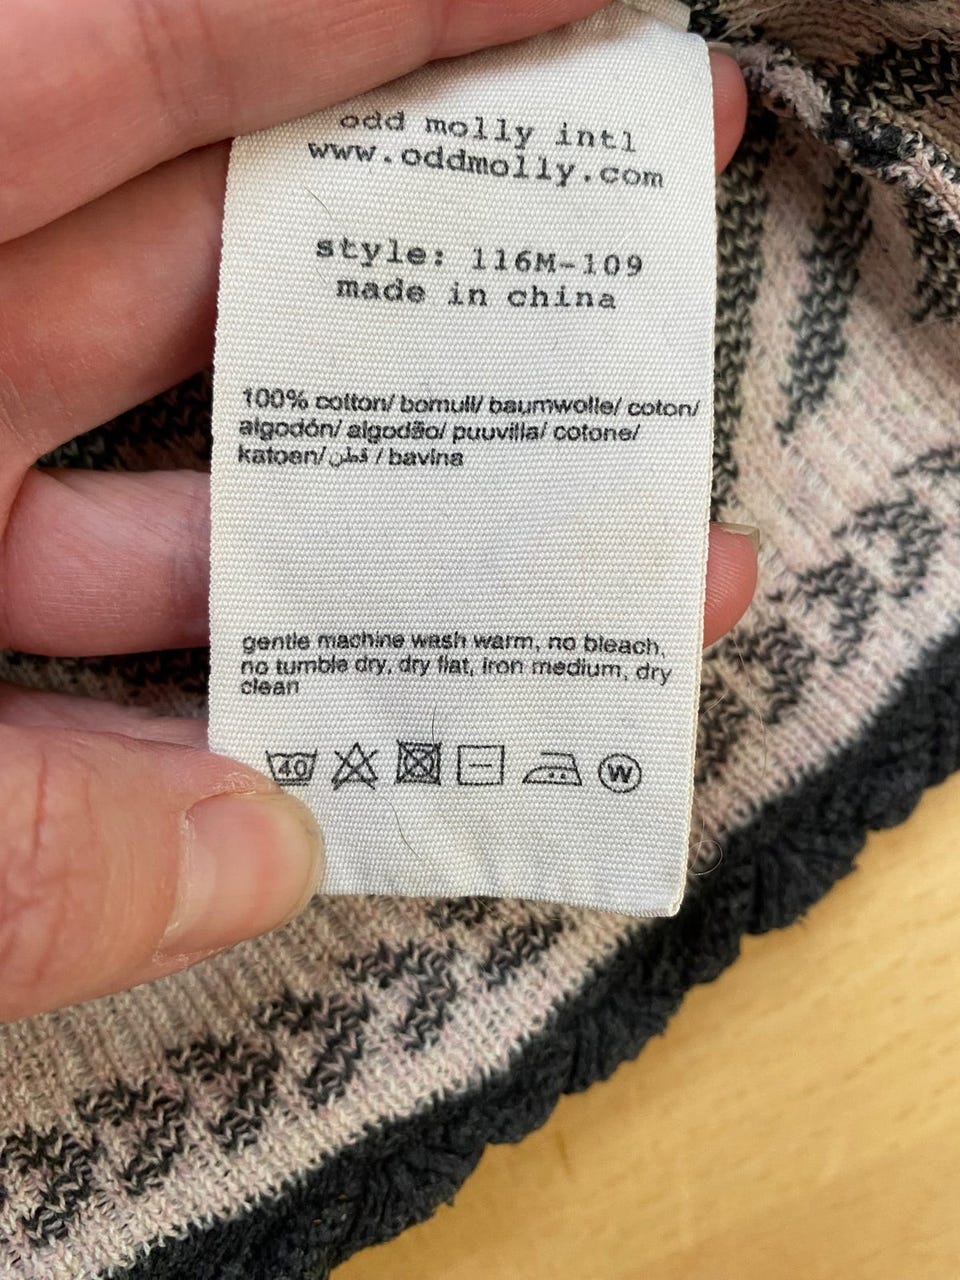 odd molly intl
www.oddmolly.com
style: 116M-109
made in china
100% cotton/ bomull/ baumwolle/ coton/
algodón/ algodão/ puuvilla/ cotone/
katoen/ قطن / bavlna
gentle machine wash warm, no bleach,
no tumble dry, dry flat, iron medium, dry
clean
40 W